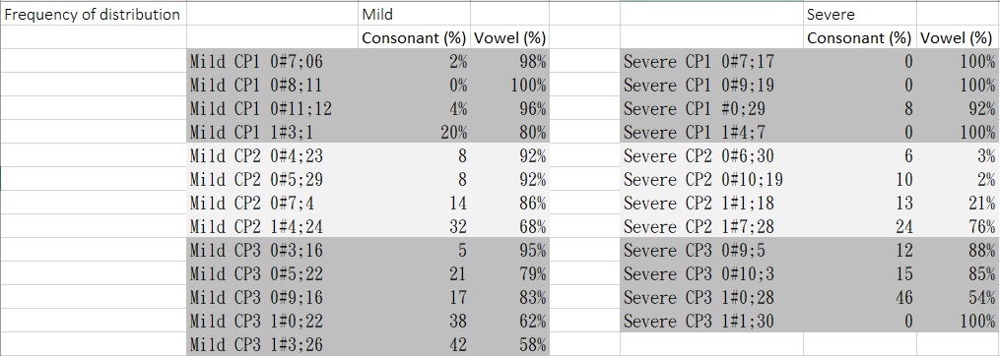 Frequency of distribution Mild Severe
Consonant (%) Vowel (%) Consonant (%) Vowel (%)
Mild CP1 0#7;06 2% 98% Severe CP1 0#7;17 0 100%
Mild CP1 0#8;11 0% 100% Severe CP1 0#9;19 0 100%
Mild CP1 0#11;12 4% 96% Severe CP1 #0;29 8 92%
Mild CP1 1#3;1 20% 80% Severe CP1 1#4;7 0 100%
Mild CP2 0#4;23 8 92% Severe CP2 0#6;30 6 3%
Mild CP2 0#5;29 8 92% Severe CP2 0#10;19 10 2%
Mild CP2 0#7;4 14 86% Severe CP2 1#1;18 13 21%
Mild CP2 1#4;24 32 68% Severe CP2 1#7;28 24 76%
Mild CP3 0#3;16 5 95% Severe CP3 0#9;5 12 88%
Mild CP3 0#5;22 21 79% Severe CP3 0#10;3 15 85%
Mild CP3 0#9;16 17 83% Severe CP3 1#0;28 46 54%
Mild CP3 1#0;22 38 62% Severe CP3 1#1;30 0 100%
Mild CP3 1#3;26 42 58%